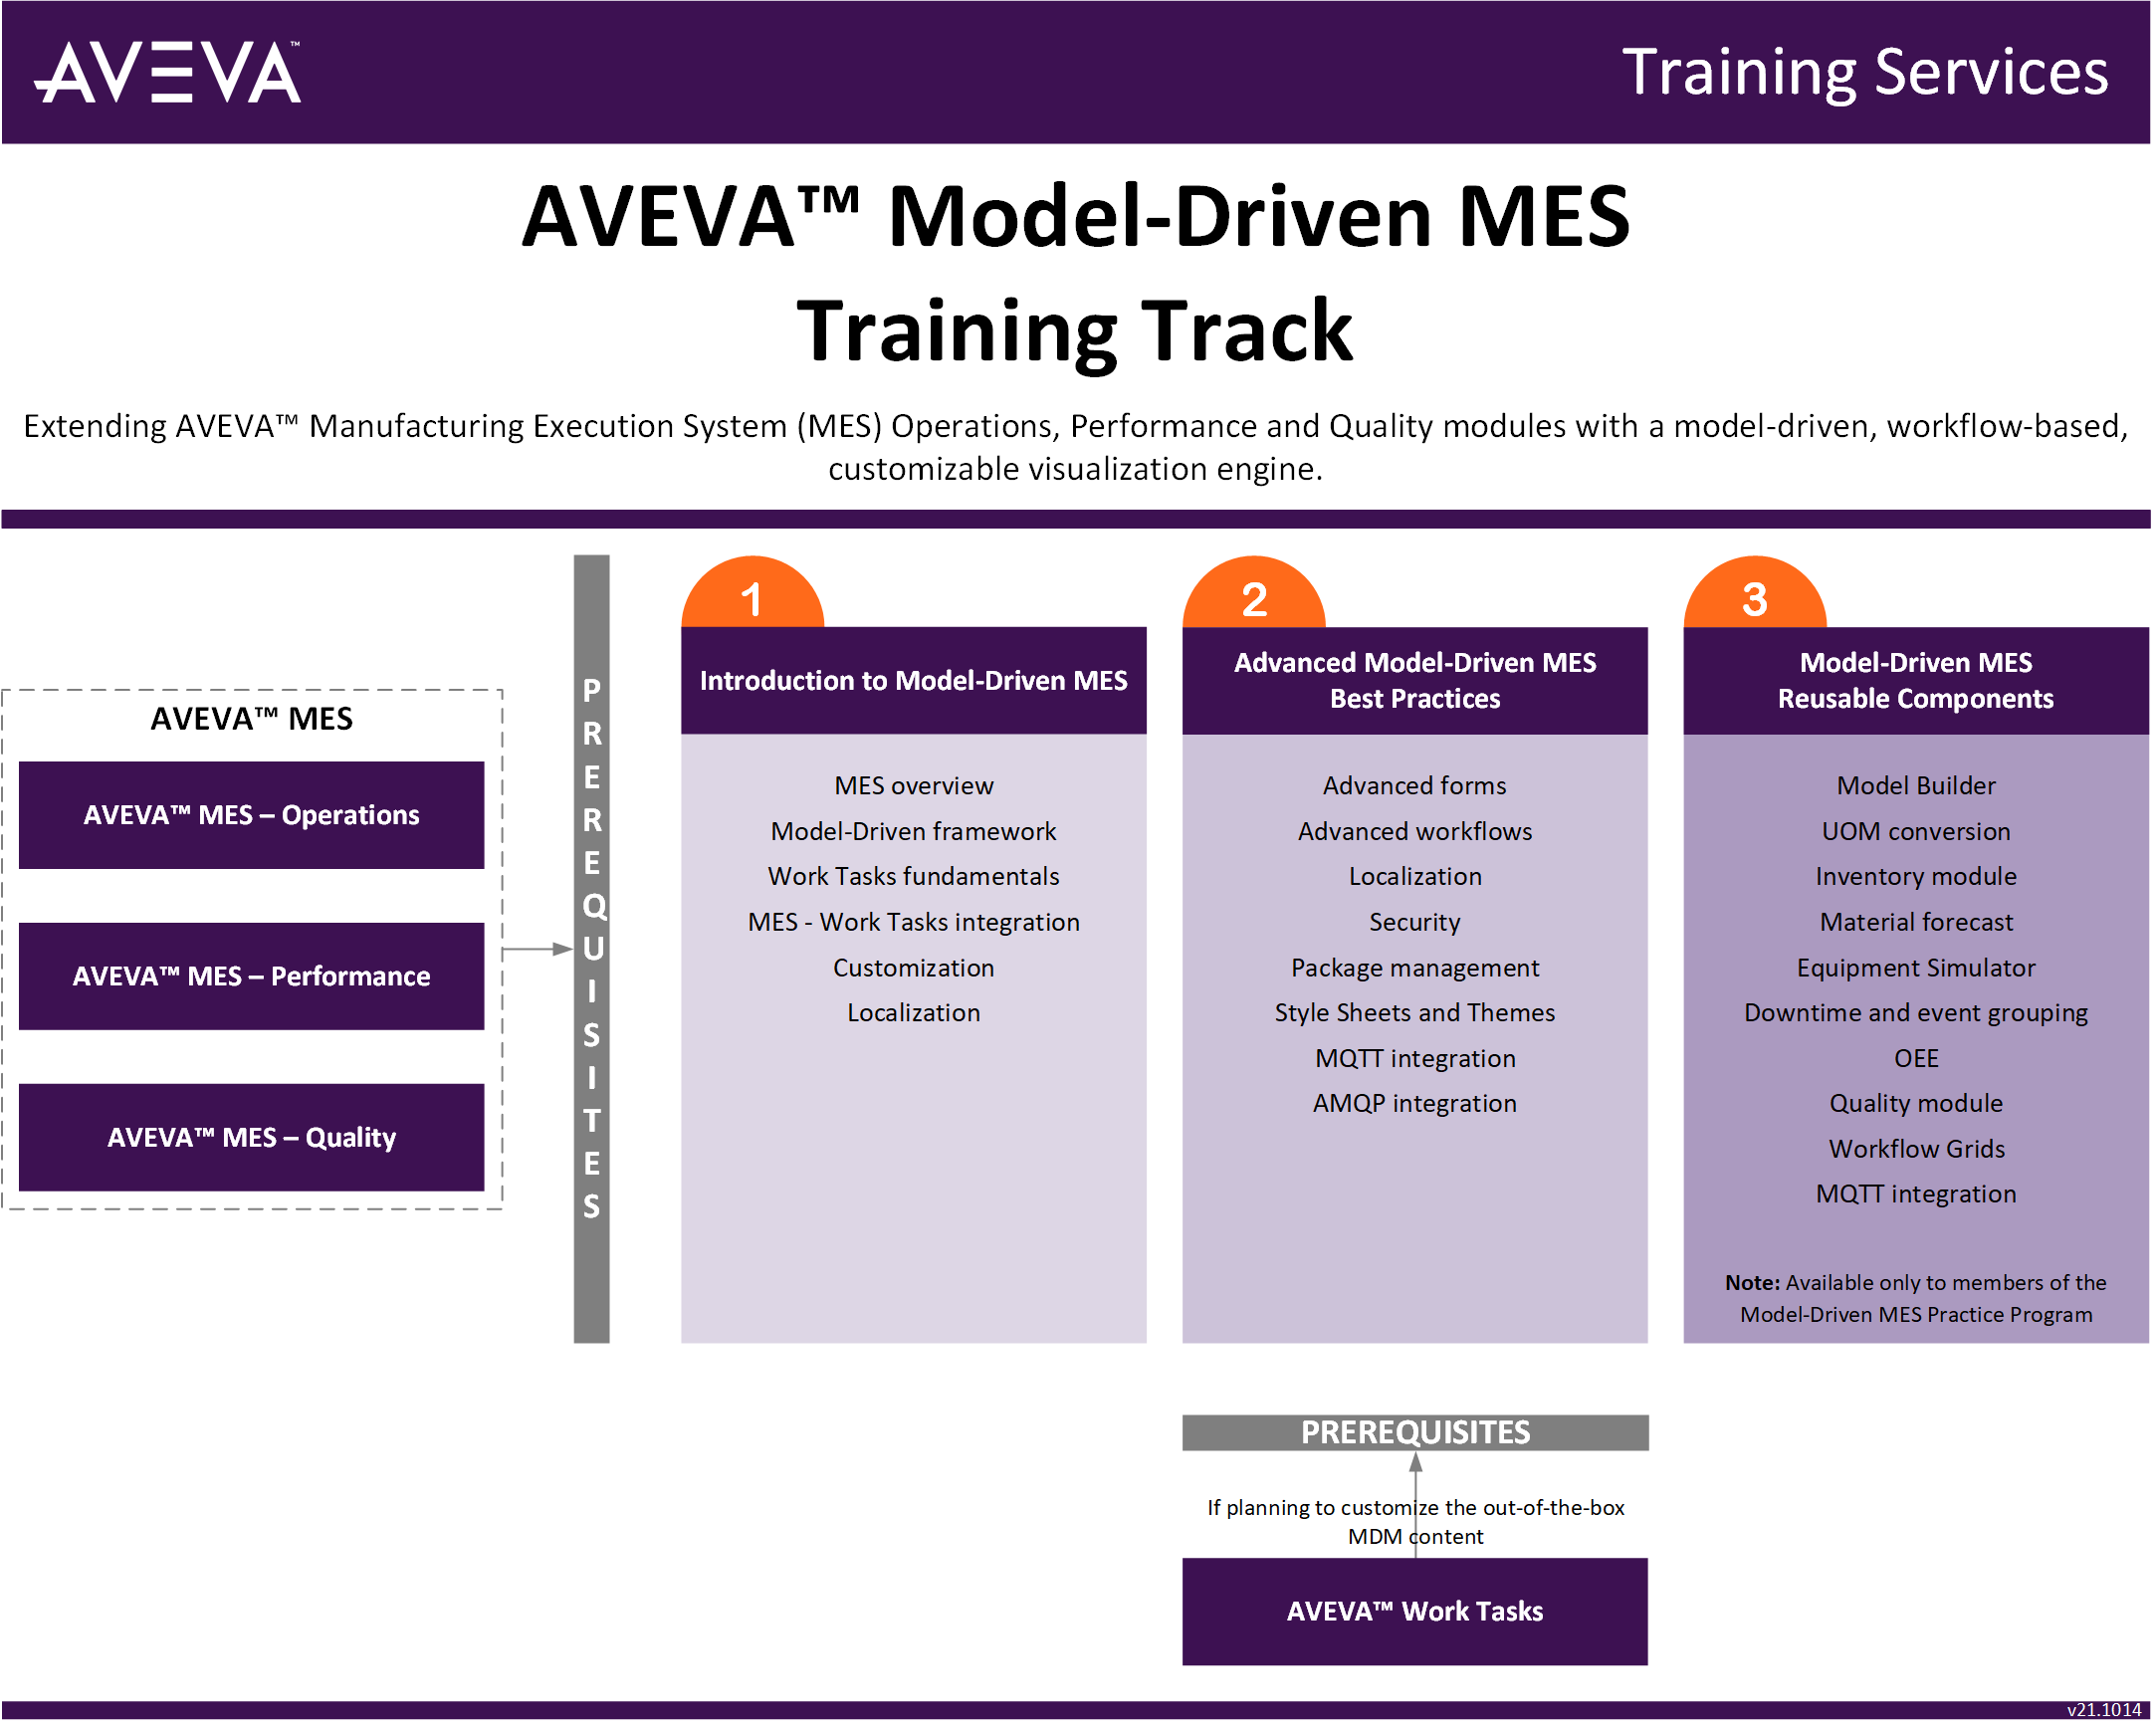 AVEVA™
Training Services
AVEVA™ Model-Driven MES
Training Track
Extending AVEVA™ Manufacturing Execution System (MES) Operations, Performance and Quality modules with a model-driven, workflow-based,
customizable visualization engine.
AVEVA™ MES
AVEVA™ MES – Operations
AVEVA™ MES – Performance
AVEVA™ MES – Quality
PREREQUISITES
1
Introduction to Model-Driven MES
MES overview
Model-Driven framework
Work Tasks fundamentals
MES - Work Tasks integration
Customization
Localization
2
Advanced Model-Driven MES
Best Practices
Advanced forms
Advanced workflows
Localization
Security
Package management
Style Sheets and Themes
MQTT integration
AMQP integration
3
Model-Driven MES
Reusable Components
Model Builder
UOM conversion
Inventory module
Material forecast
Equipment Simulator
Downtime and event grouping
OEE
Quality module
Workflow Grids
MQTT integration
Note: Available only to members of the
Model-Driven MES Practice Program
PREREQUISITES
If planning to customize the out-of-the-box
MDM content
AVEVA™ Work Tasks
v21.1014